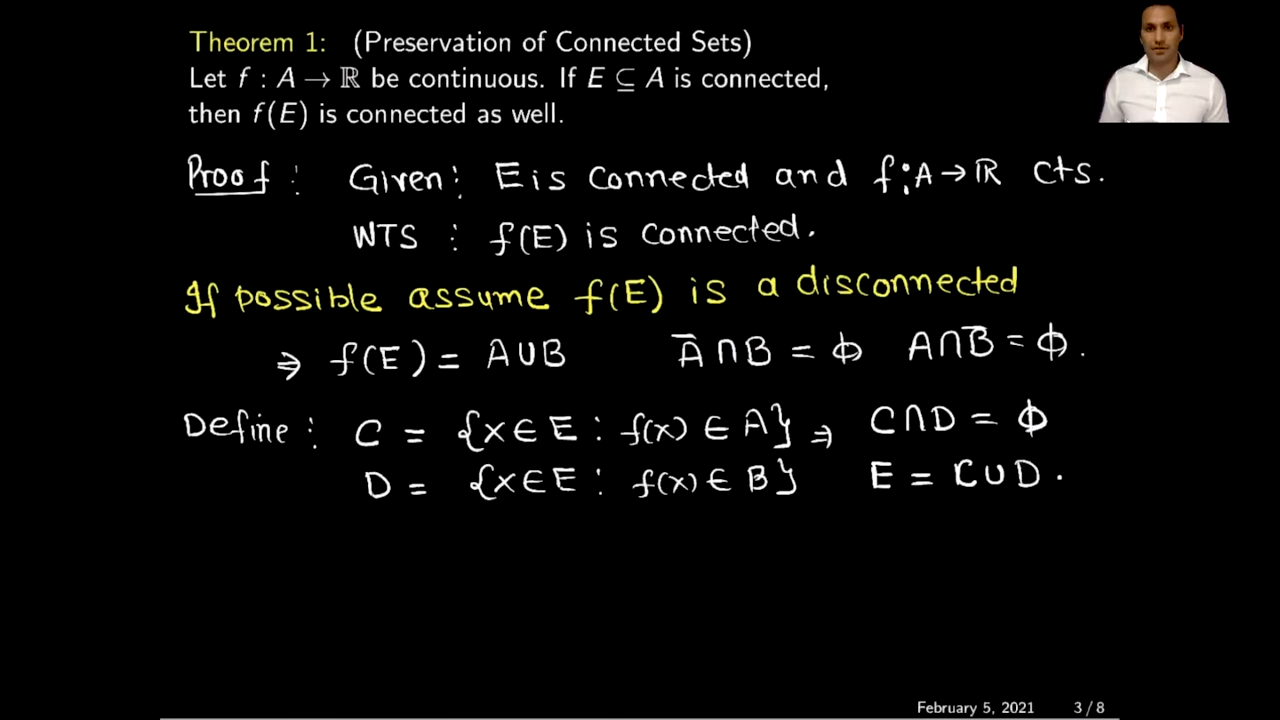 Theorem 1: (Preservation of Connected Sets)
Let f : A → ℝ be continuous. If E ⊆ A is connected,
then f(E) is connected as well.
Proof : Given : E is connected and f : A → ℝ cts.
WTS : f(E) is connected.
If possible assume f(E) is a disconnected
⇒ f(E) = A ∪ B A̅ ∩ B = ϕ A ∩ B̅ = ϕ.
Define : C = {x ∈ E : f(x) ∈ A} ⇒ C ∩ D = ϕ
D = {x ∈ E : f(x) ∈ B} E = C ∪ D.
February 5, 2021 3 / 8